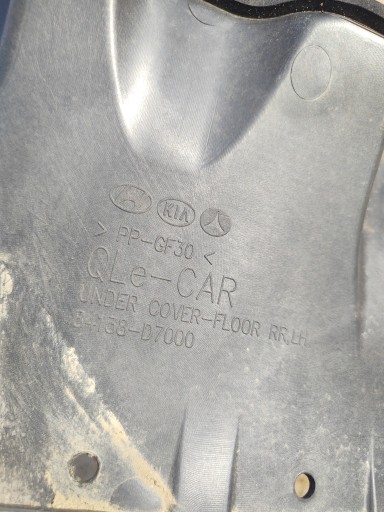 KIA
> PP-GF30 <
QLe-CAR
UNDER COVER-FLOOR RR,LH
84138-D7000